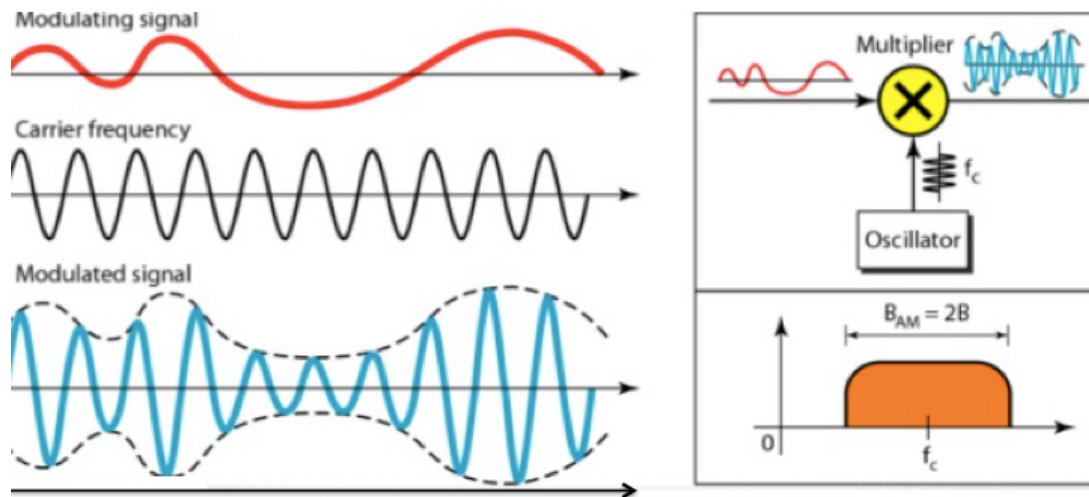 Modulating signal
Carrier frequency
Modulated signal
Multiplier
f_c
Oscillator
B_AM = 2B
0
f_c